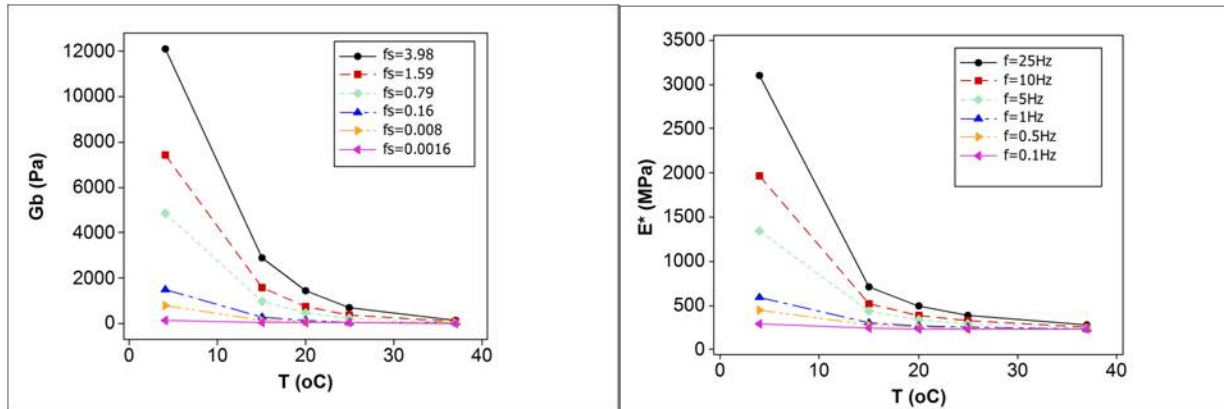 12000
10000
8000
6000
4000
2000
0
Gb (Pa)
fs=3.98
fs=1.59
fs=0.79
fs=0.16
fs=0.008
fs=0.0016
0 10 20 30 40
T (oC)
3500
3000
2500
2000
1500
1000
500
0
E* (MPa)
f=25Hz
f=10Hz
f=5Hz
f=1Hz
f=0.5Hz
f=0.1Hz
0 10 20 30 40
T (oC)